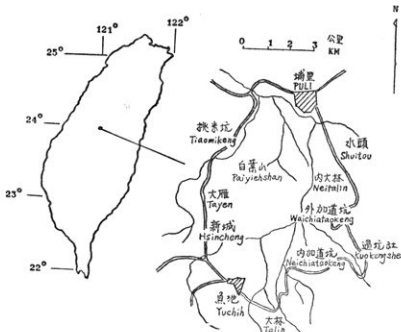 121°
122°
25°
24°
23°
22°
0 1 2 3
公里
KM
N
埔里
PULI
桃米坑
Tiaomikeng
水頭
Shuitou
白葉山
Paiyiehshan
內大林
Neitalin
大雁
Tayen
外加道坑
Waichiataokeng
新城
Hsincheng
過坑社
Kuokengshe
內加道坑
Neichiataokeng
魚池
Yuchih
大林
Talin